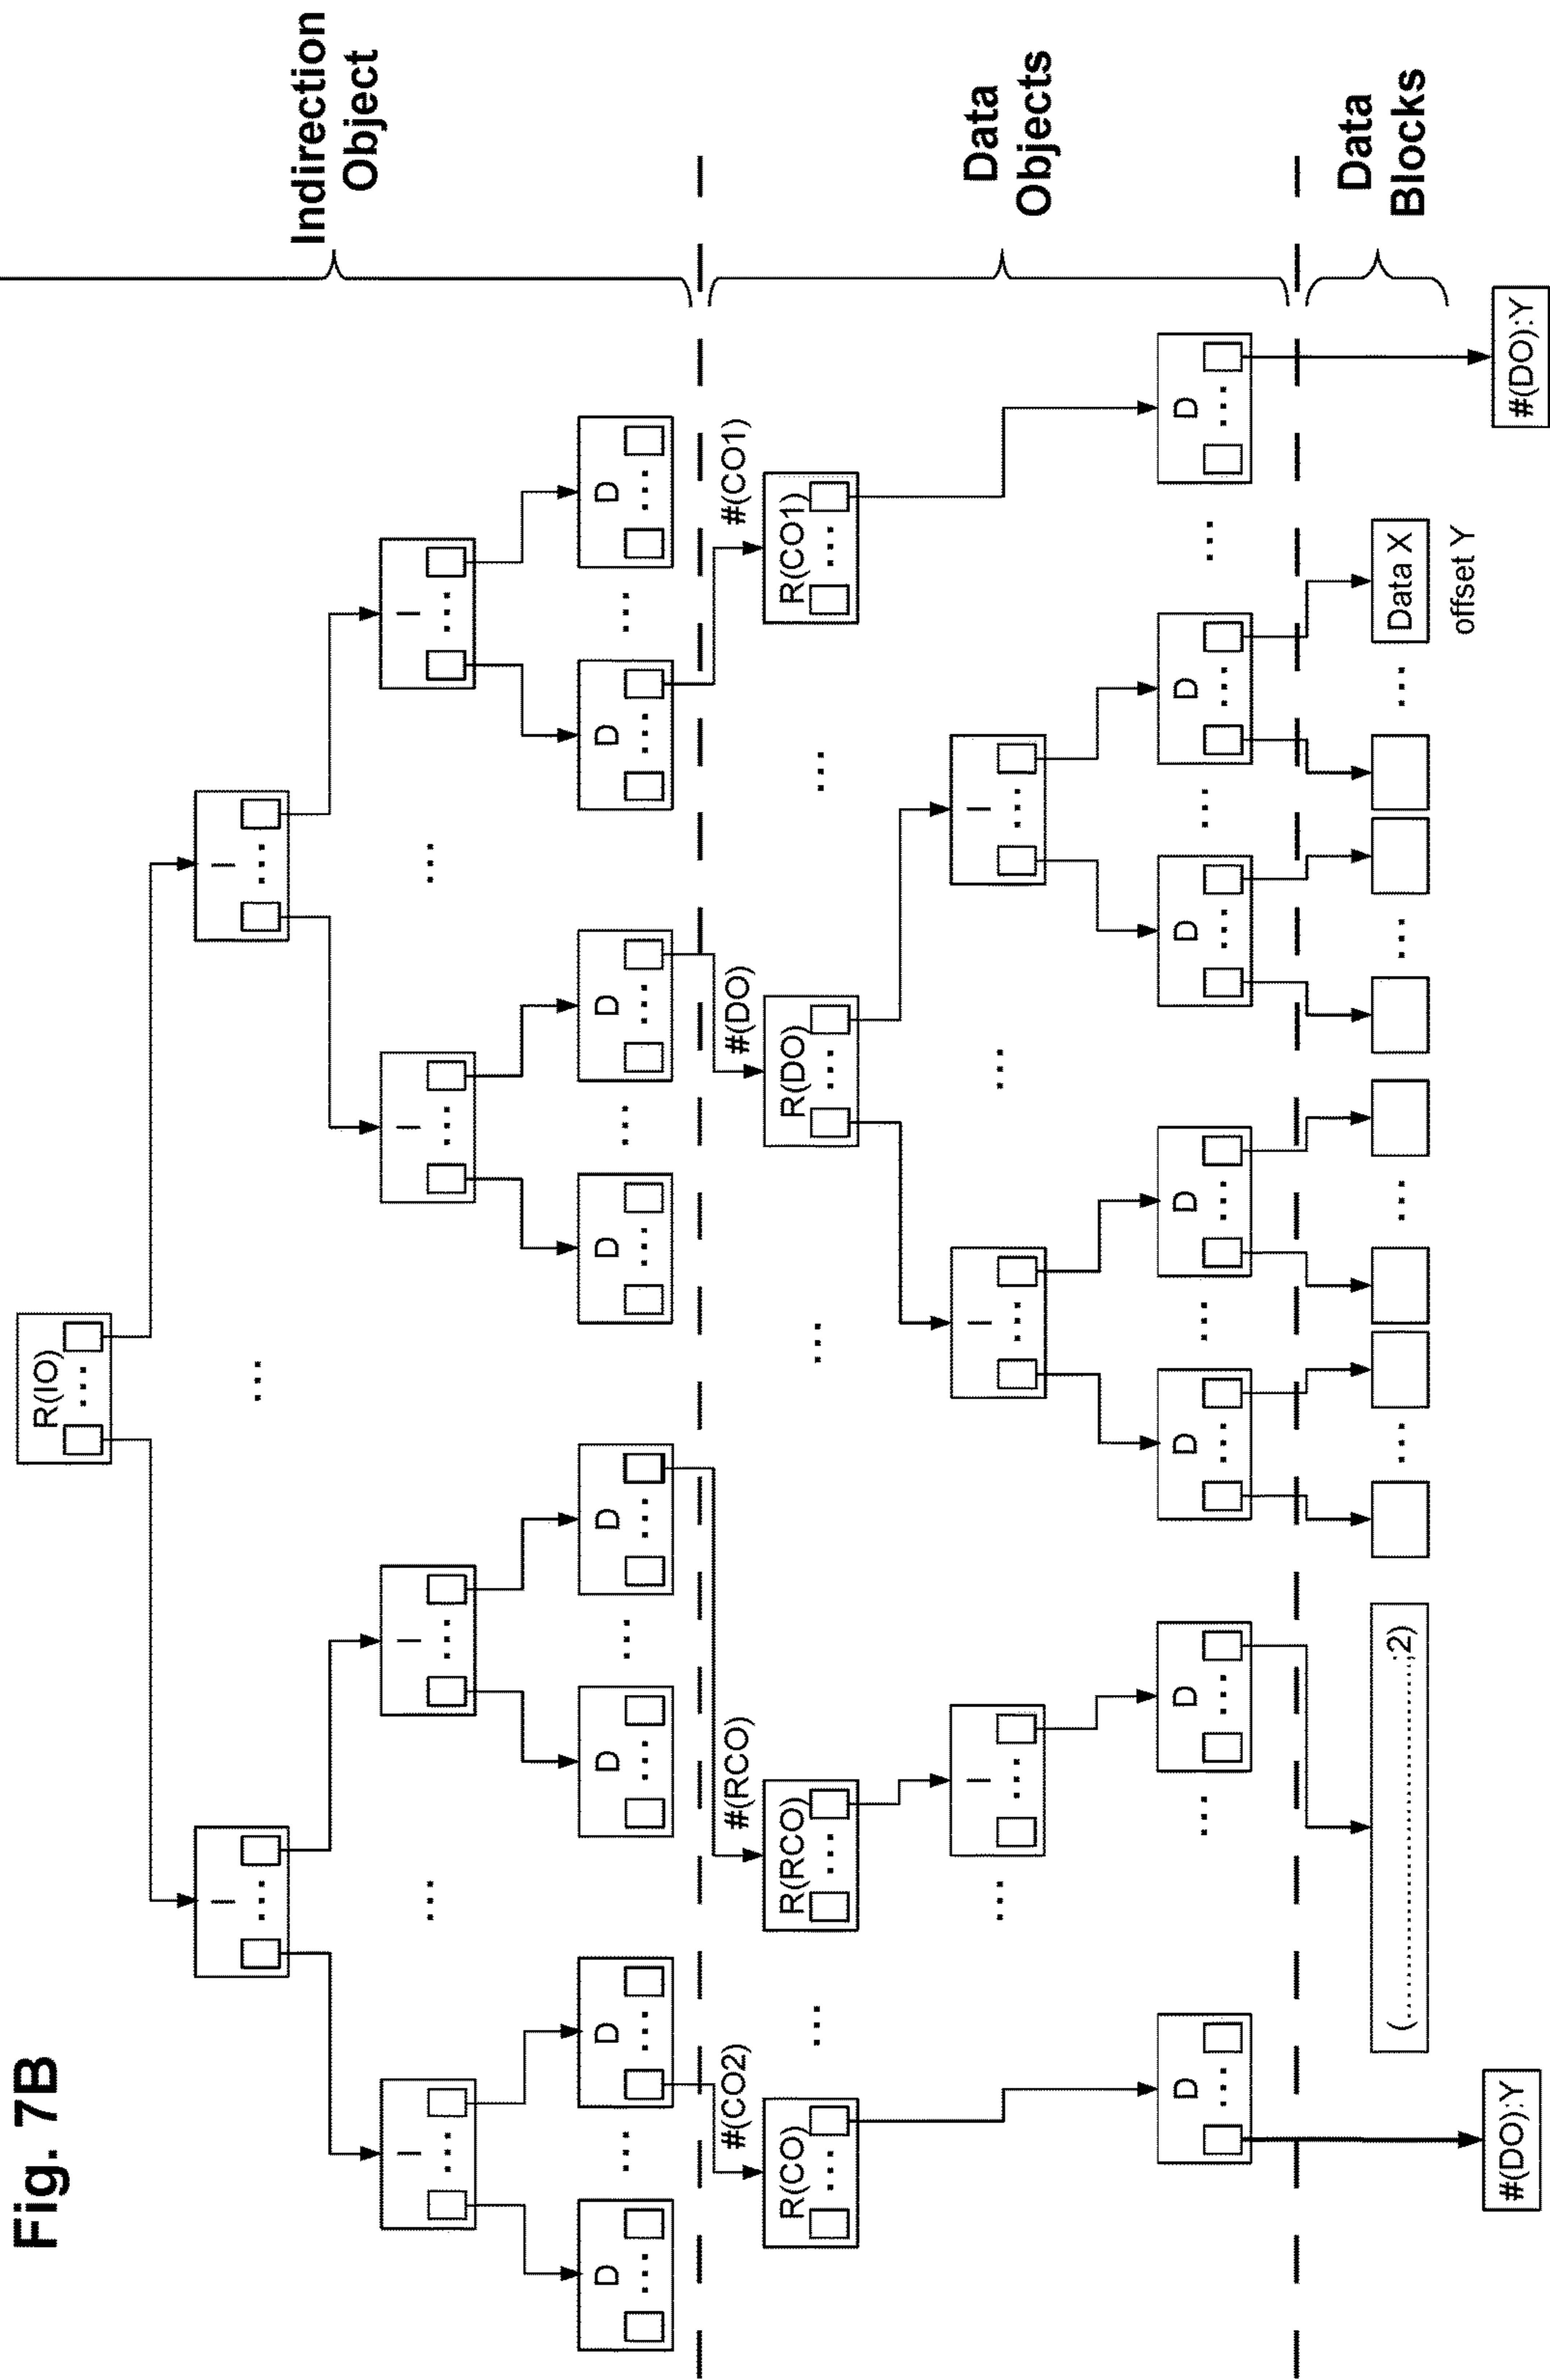 Fig. 7B
R(IO)
I
I
Indirection
Object
I
I
I
I
D
D
D
D
D
D
D
D
#(CO2)
#(RCO)
#(DO)
#(CO1)
R(CO)
R(RCO)
R(DO)
R(CO1)
Data
Objects
I
I
I
D
D
D
D
D
D
D
Data
Blocks
(........................................;2)
Data X
offset Y
#(DO):Y
#(DO):Y